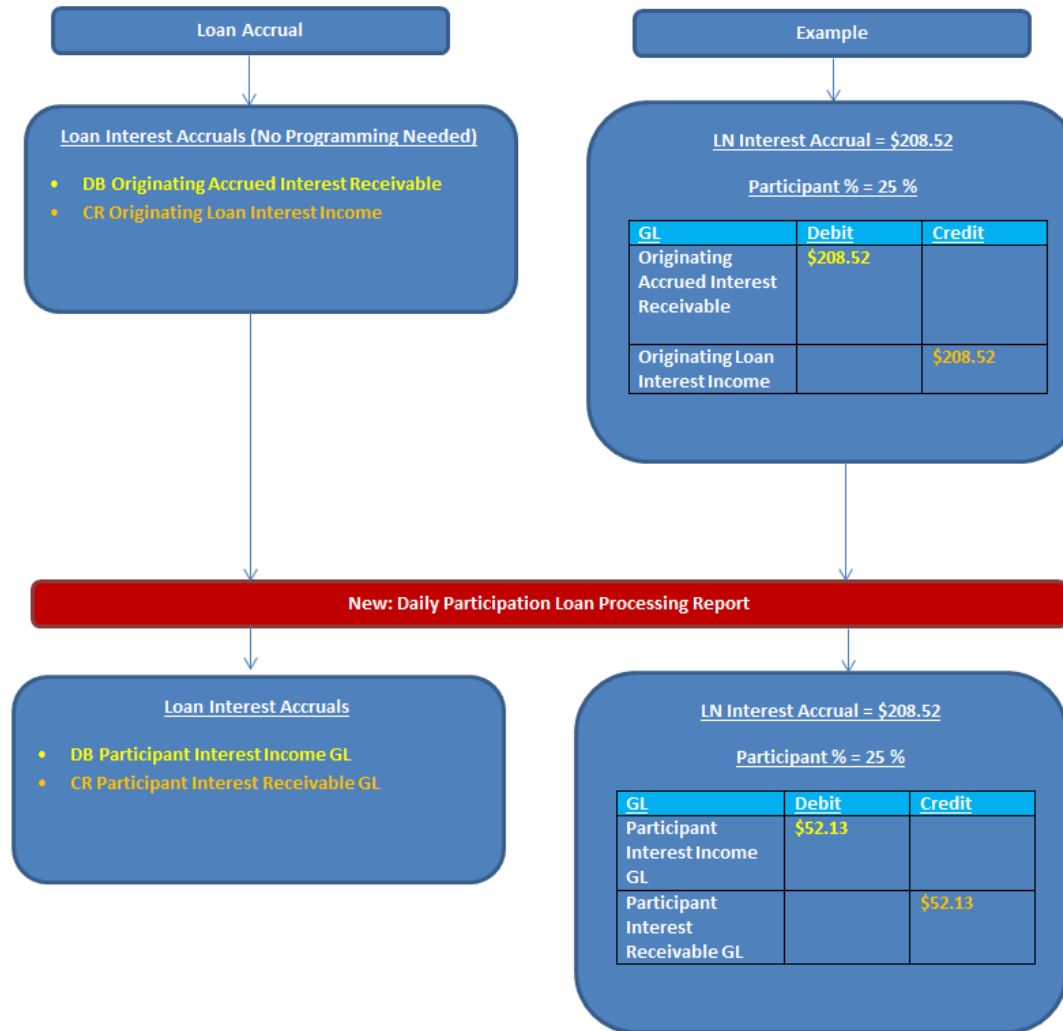 Loan Accrual
Example
Loan Interest Accruals (No Programming Needed)
• DB Originating Accrued Interest Receivable
• CR Originating Loan Interest Income
LN Interest Accrual = $208.52
Participant % = 25 %
GL Debit Credit
Originating $208.52
Accrued Interest
Receivable
Originating Loan $208.52
Interest Income
New: Daily Participation Loan Processing Report
Loan Interest Accruals
• DB Participant Interest Income GL
• CR Participant Interest Receivable GL
LN Interest Accrual = $208.52
Participant % = 25 %
GL Debit Credit
Participant $52.13
Interest Income
GL
Participant $52.13
Interest
Receivable GL